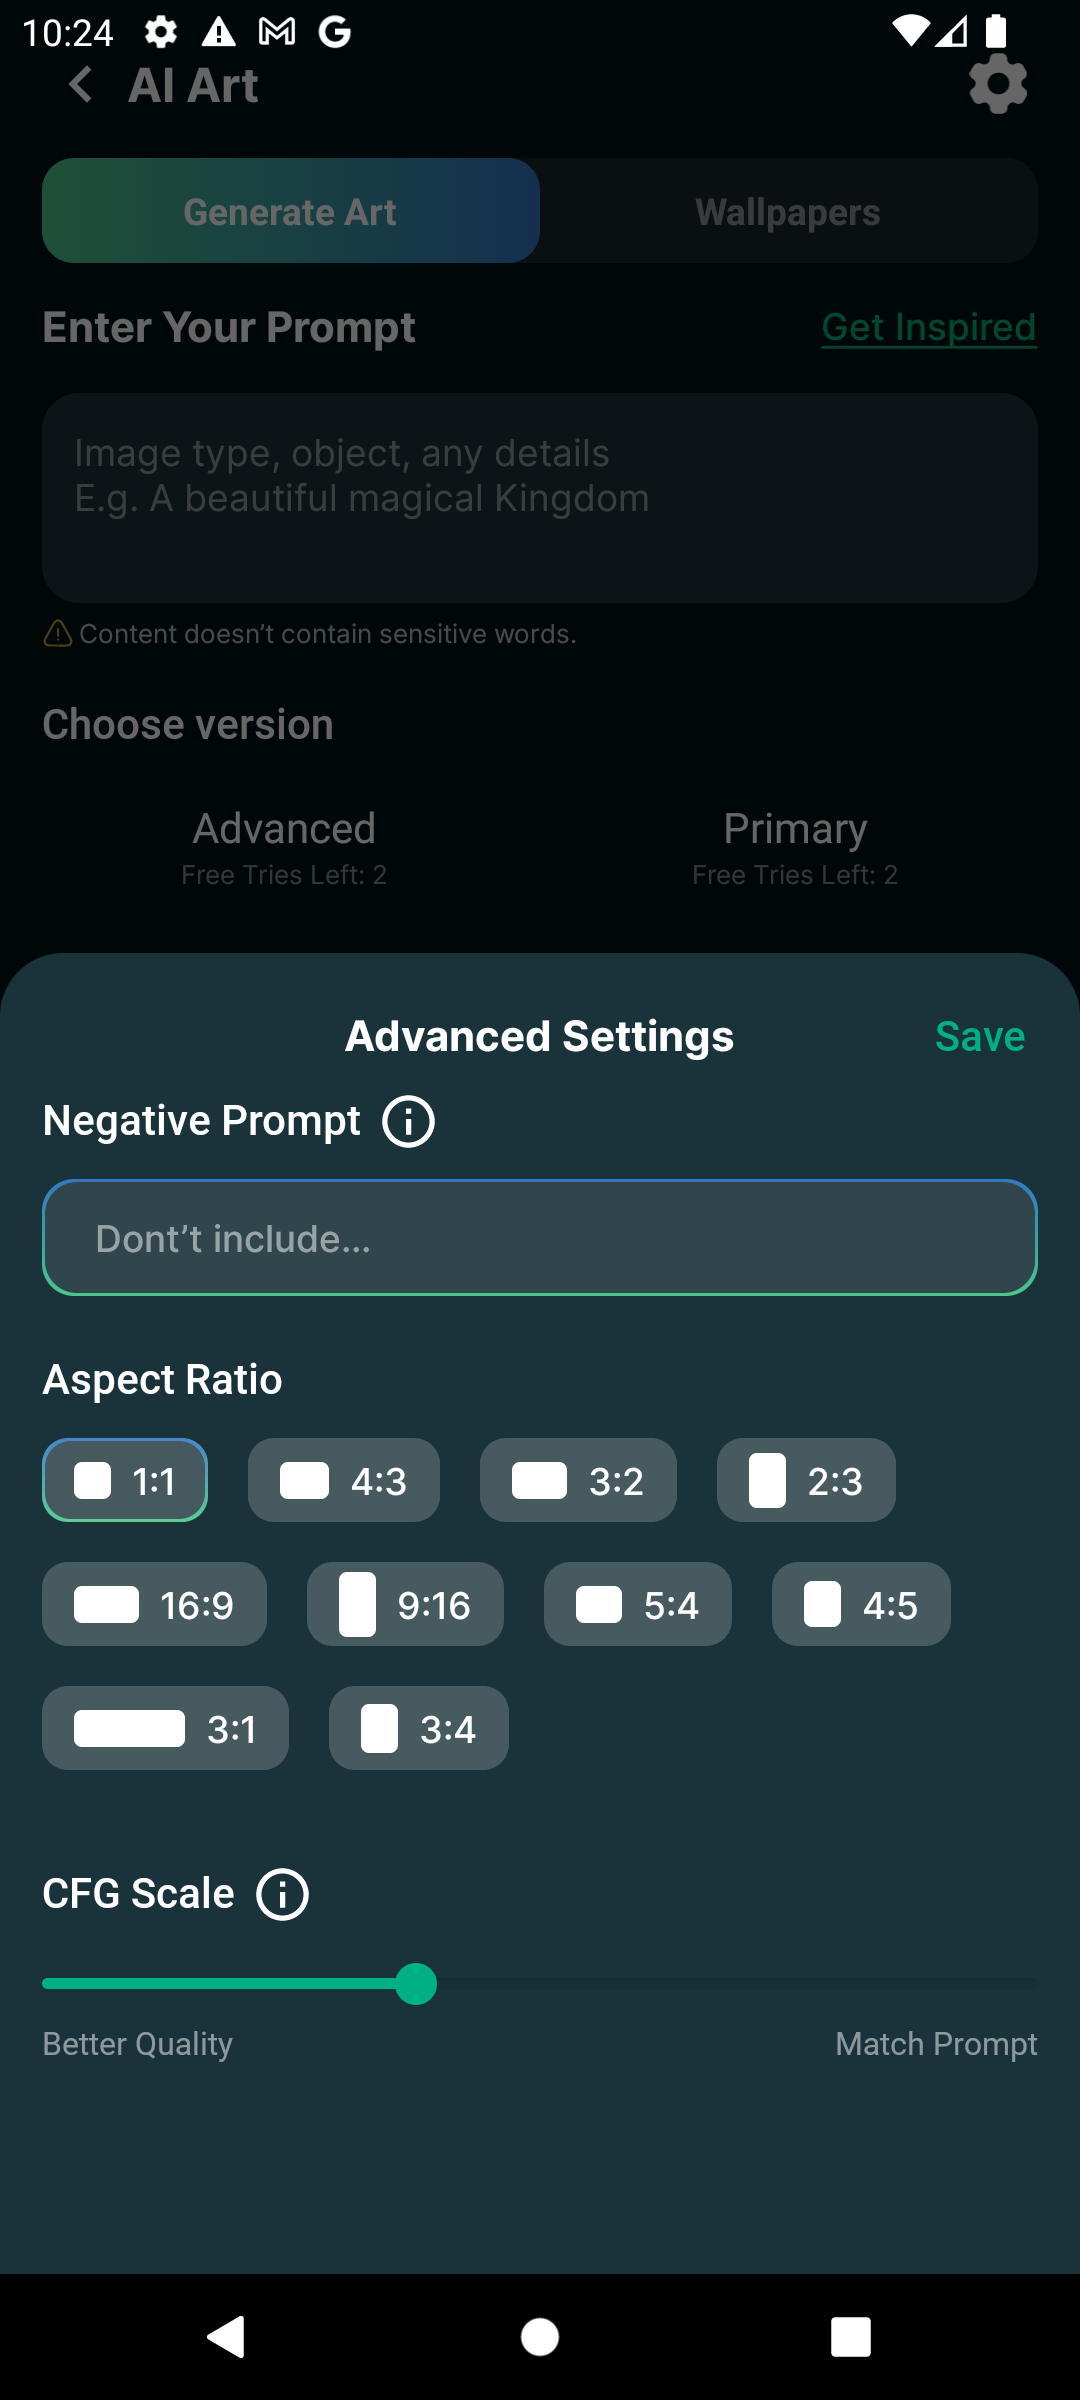 10:24
AI Art
Generate Art
Wallpapers
Enter Your Prompt
Get Inspired
Image type, object, any details
E.g. A beautiful magical Kingdom
Content doesn’t contain sensitive words.
Choose version
Advanced
Primary
Free Tries Left: 2
Free Tries Left: 2
Advanced Settings
Save
Negative Prompt
Dont’t include...
Aspect Ratio
1:1
4:3
3:2
2:3
16:9
9:16
5:4
4:5
3:1
3:4
CFG Scale
Better Quality
Match Prompt